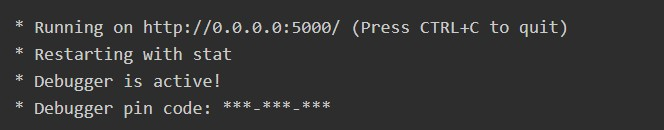 * Running on http://0.0.0.0:5000/ (Press CTRL+C to quit)
* Restarting with stat
* Debugger is active!
* Debugger pin code: ***-***-***